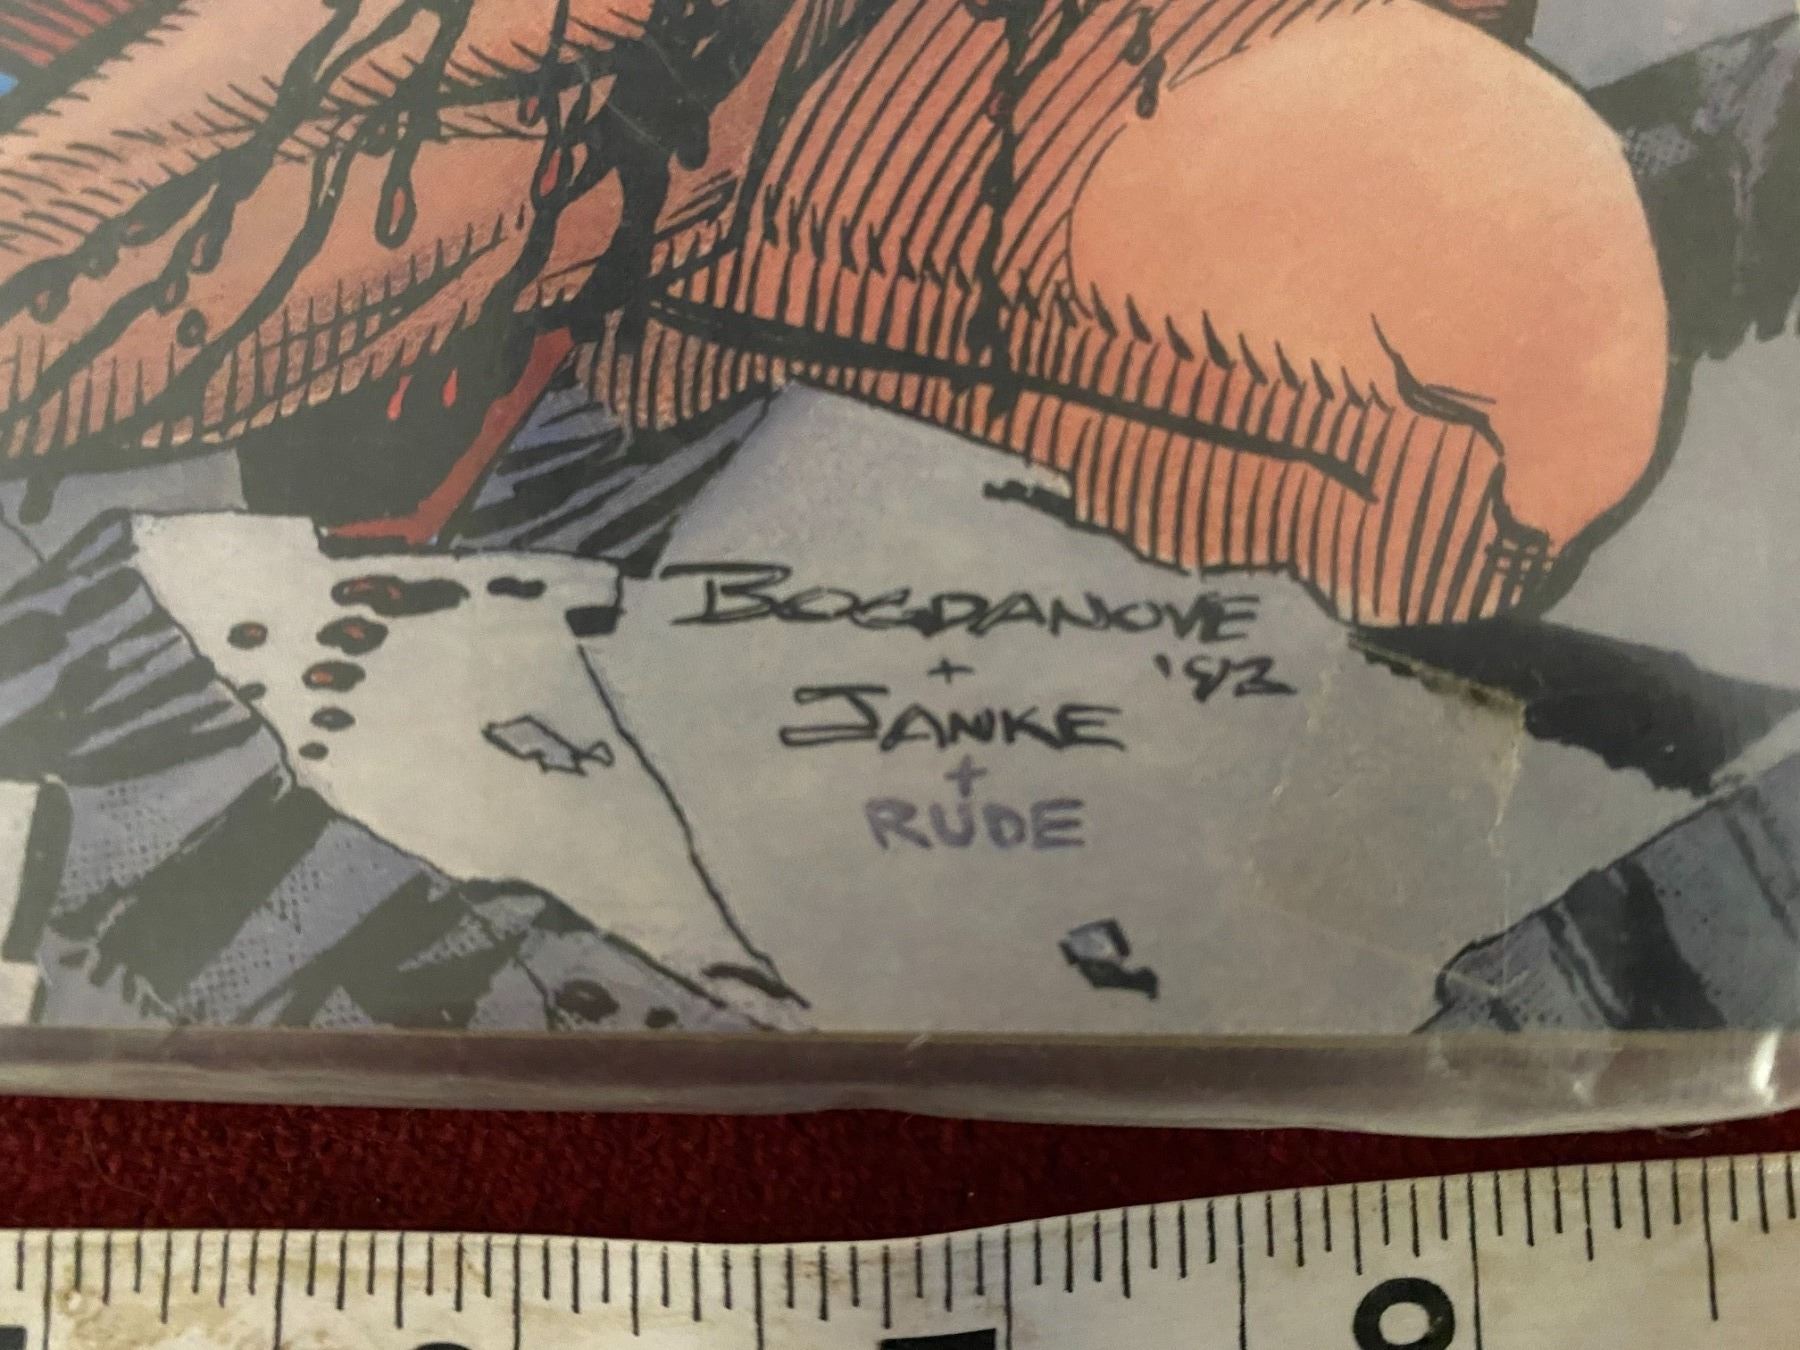 BOGDANOVE
+ '92
JANKE
+
RUDE